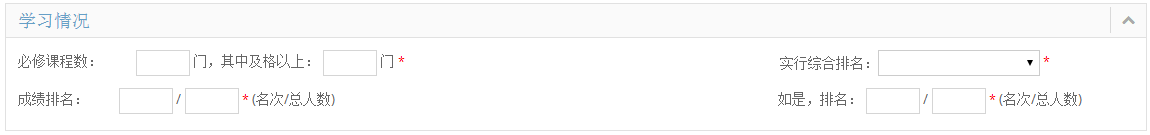 学习情况
必修课程数： 门，其中及格以上： 门 * 实行综合排名： *
成绩排名： / * (名次/总人数) 如是，排名： / * (名次/总人数)